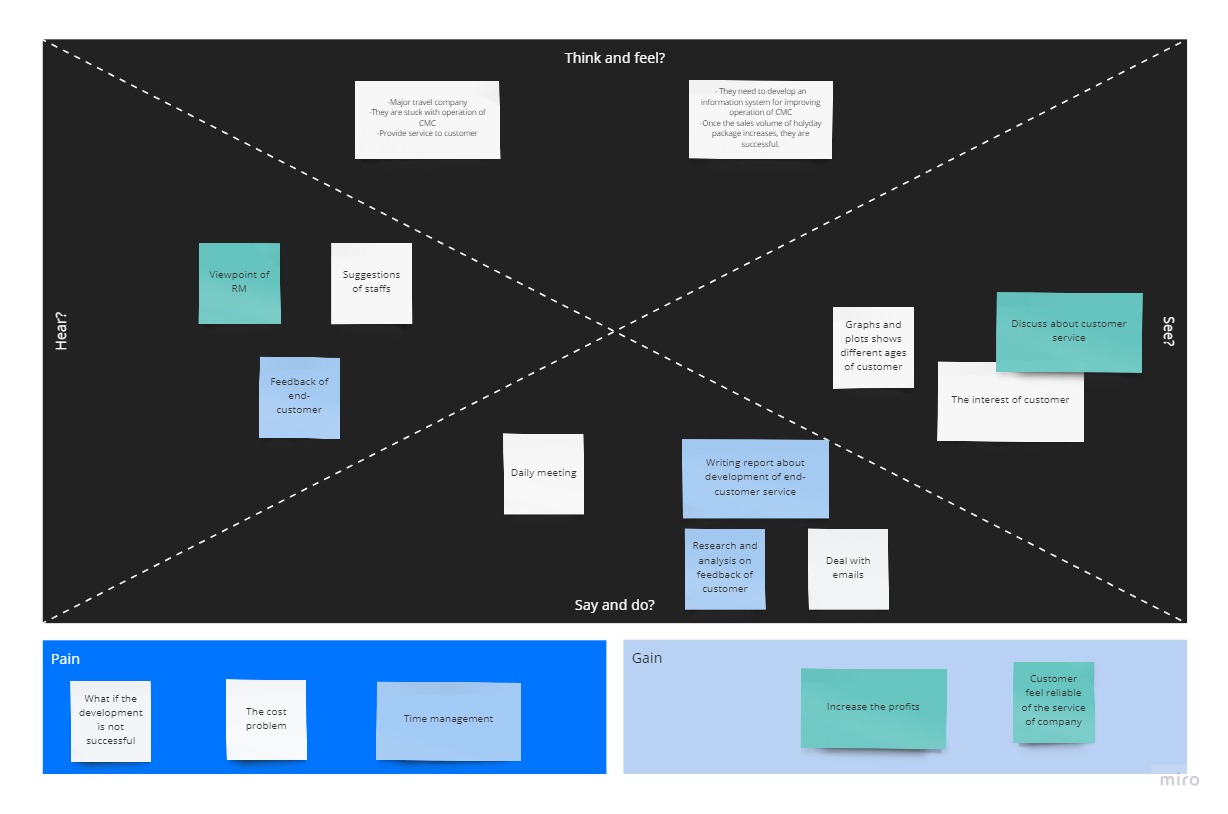 Think and feel?
-Major travel company
-They are stuck with operation of
CMC
-Provide service to customer
- They need to develop an
information system for improving
operation of CMC
-Once the sales volume of holyday
package increases, they are
successful.
Hear?
Viewpoint of
RM
Suggestions
of staffs
Feedback of
end-
customer
See?
Graphs and
plots shows
different ages
of customer
Discuss about customer
service
The interest of customer
Daily meeting
Writing report about
development of end-
customer service
Research and
analysis on
feedback of
customer
Deal with
emails
Say and do?
Pain
What if the
development
is not
successful
The cost
problem
Time management
Gain
Increase the profits
Customer
feel reliable
of the service
of company
miro